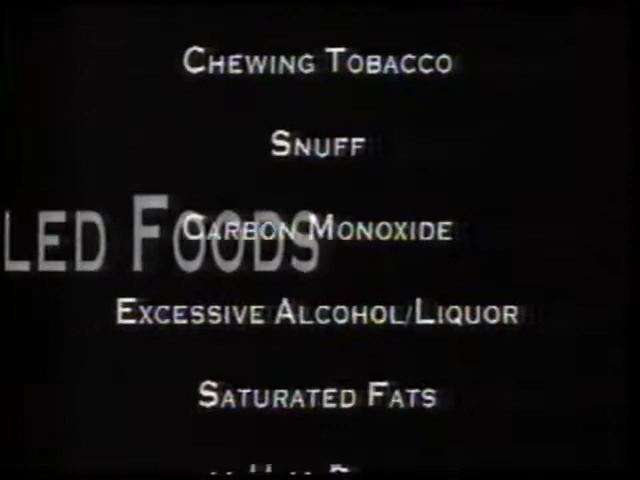 CHEWING TOBACCO
SNUFF
LED FOODS
CARBON MONOXIDE
EXCESSIVE ALCOHOL/LIQUOR
SATURATED FATS